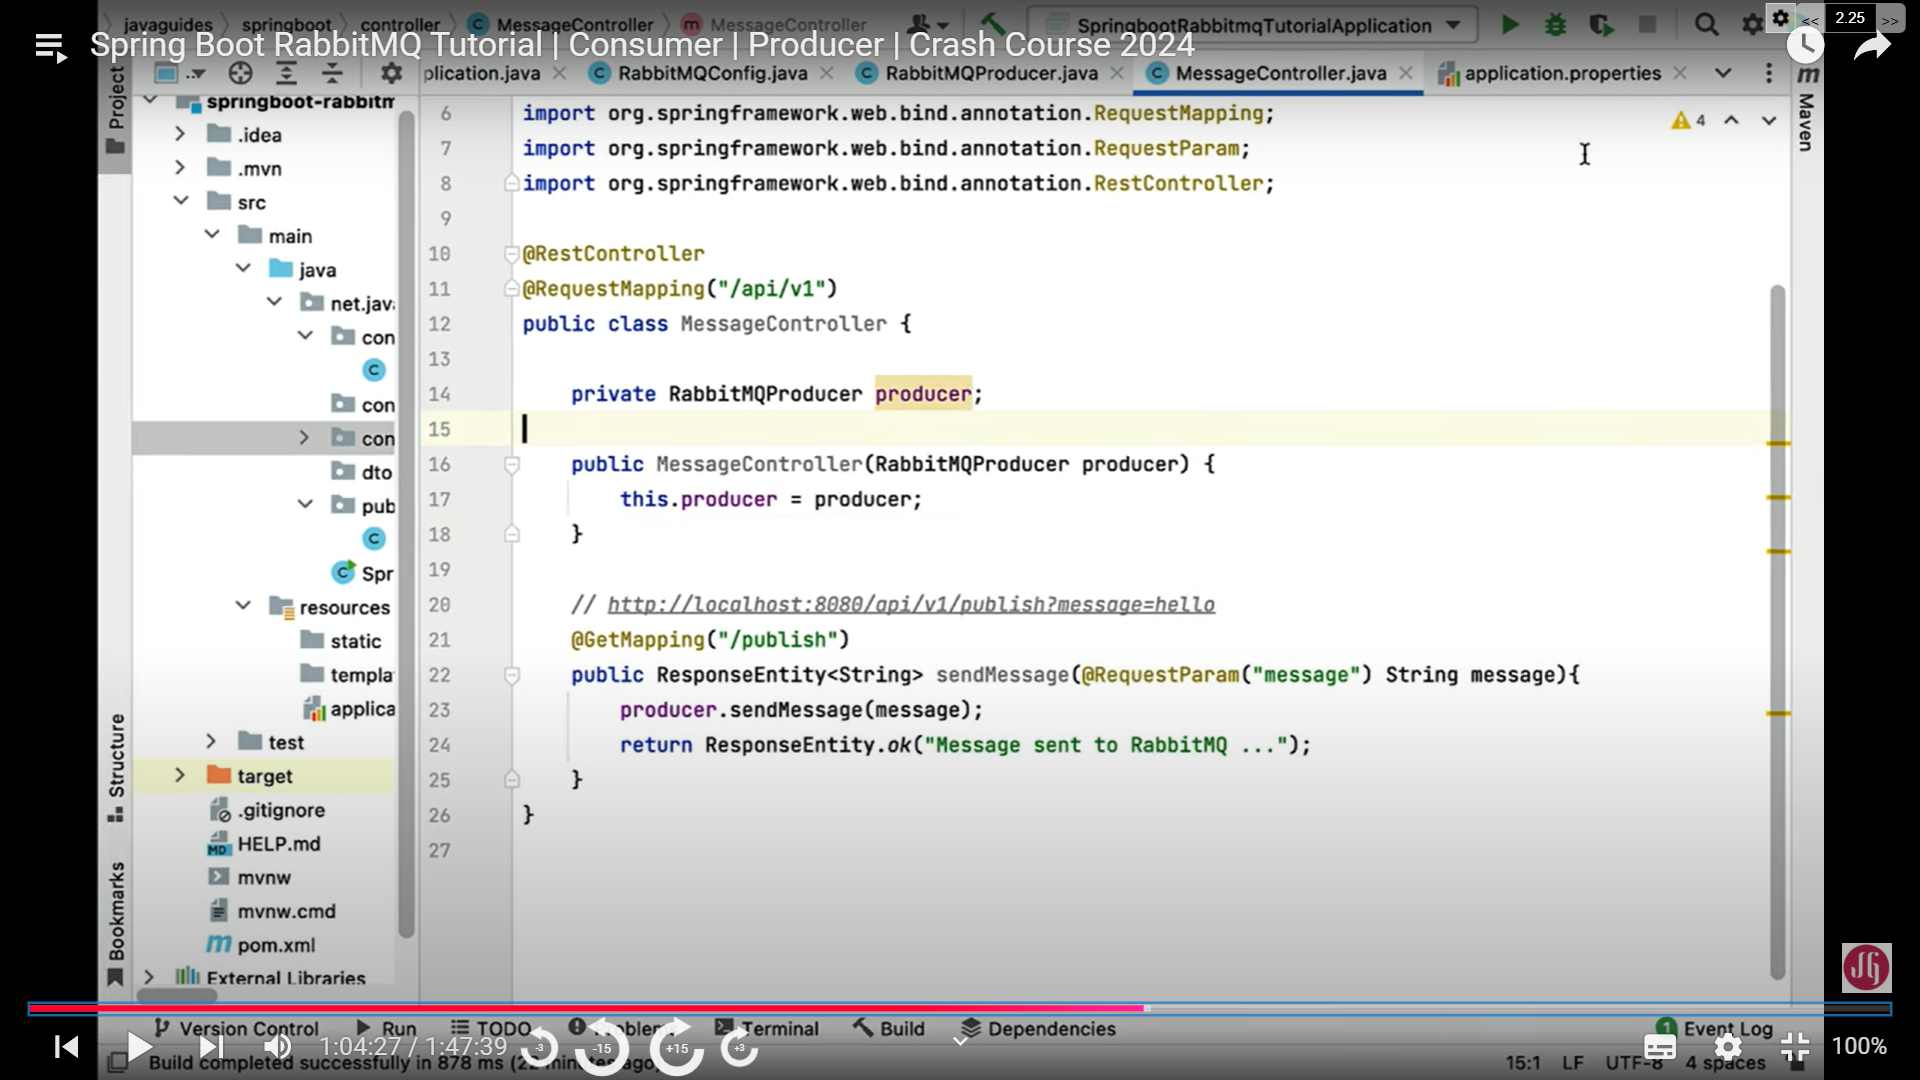 javaguides springboot controller MessageController MessageController SpringbootRabbitmqTutorialApplication << 2.25 >>
Spring Boot RabbitMQ Tutorial | Consumer | Producer | Crash Course 2024
Project plication.java RabbitMQConfig.java RabbitMQProducer.java MessageController.java application.properties Maven
springboot-rabbitm
.idea
.mvn
src
main
java
net.java
con
con
con
dto
pub
Spr
resources
static
templa
applica
test
target
.gitignore
HELP.md
mvnw
mvnw.cmd
pom.xml
External Libraries
Structure
Bookmarks
4
6 import org.springframework.web.bind.annotation.RequestMapping;
7 import org.springframework.web.bind.annotation.RequestParam;
8 import org.springframework.web.bind.annotation.RestController;
9
10 @RestController
11 @RequestMapping("/api/v1")
12 public class MessageController {
13
14 private RabbitMQProducer producer;
15
16 public MessageController(RabbitMQProducer producer) {
17 this.producer = producer;
18 }
19
20 // http://localhost:8080/api/v1/publish?message=hello
21 @GetMapping("/publish")
22 public ResponseEntity<String> sendMessage(@RequestParam("message") String message){
23 producer.sendMessage(message);
24 return ResponseEntity.ok("Message sent to RabbitMQ ...");
25 }
26 }
27
Version Control Run TODO Terminal Build Dependencies 1 Event Log
1:04:27 / 1:47:39 -3 -15 +15 +3 100%
Build completed successfully in 878 ms 15:1 LF UTF-8 4 spaces